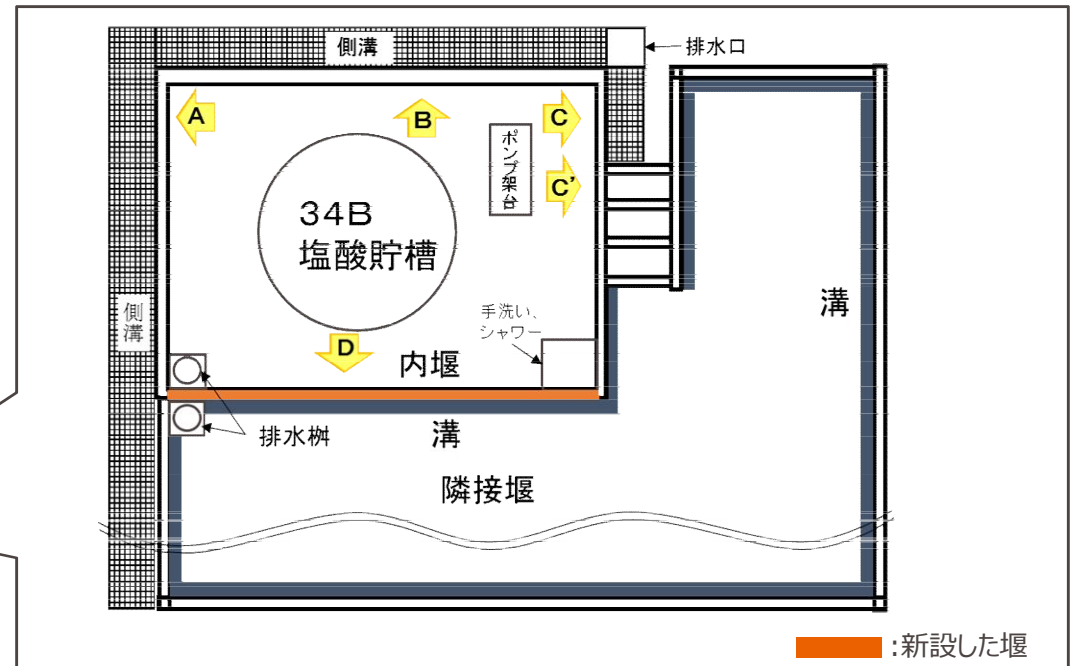 側溝
排水口
A
B
C
ポンプ架台
C'
34B
塩酸貯槽
側溝
溝
手洗い、
シャワー
D
内堰
排水桝
溝
隣接堰
:新設した堰